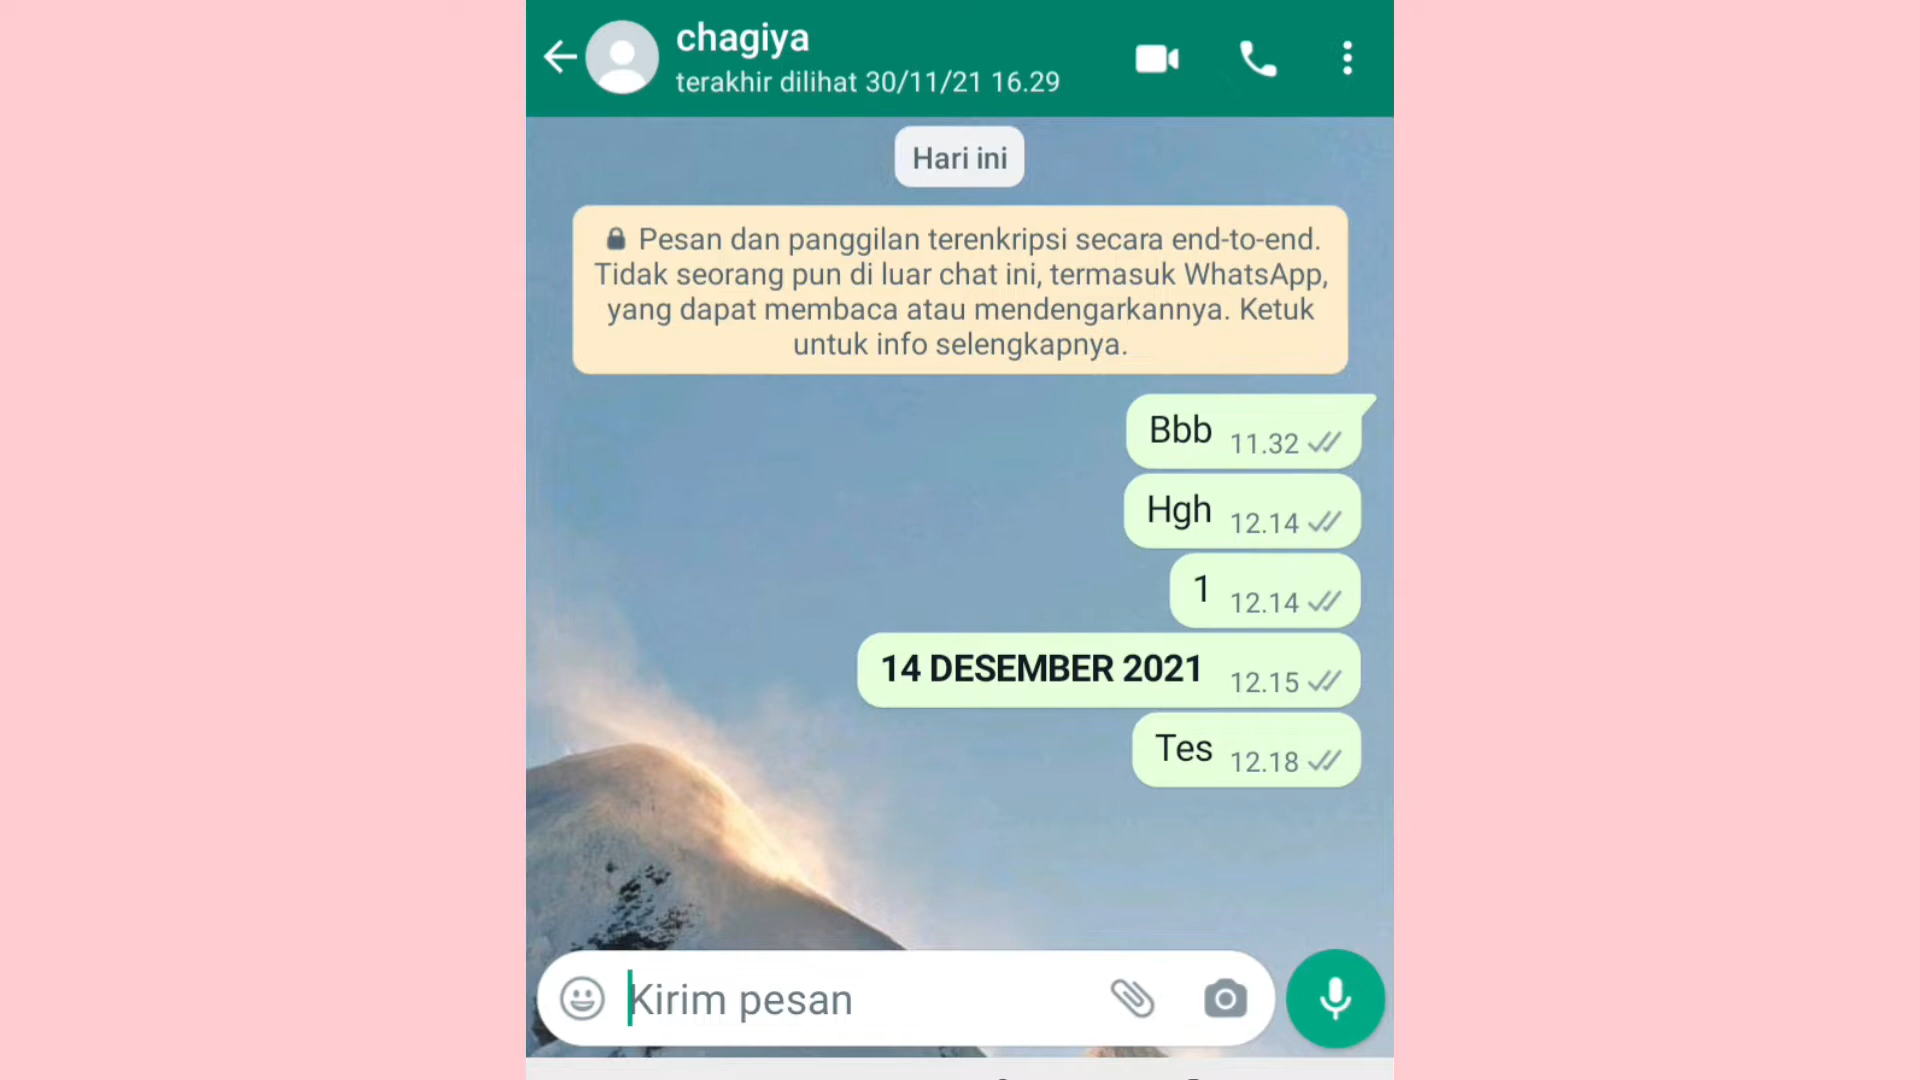 chagiya
terakhir dilihat 30/11/21 16.29
Hari ini
Pesan dan panggilan terenkripsi secara end-to-end.
Tidak seorang pun di luar chat ini, termasuk WhatsApp,
yang dapat membaca atau mendengarkannya. Ketuk
untuk info selengkapnya.
Bbb 11.32
Hgh 12.14
1 12.14
14 DESEMBER 2021 12.15
Tes 12.18
Kirim pesan